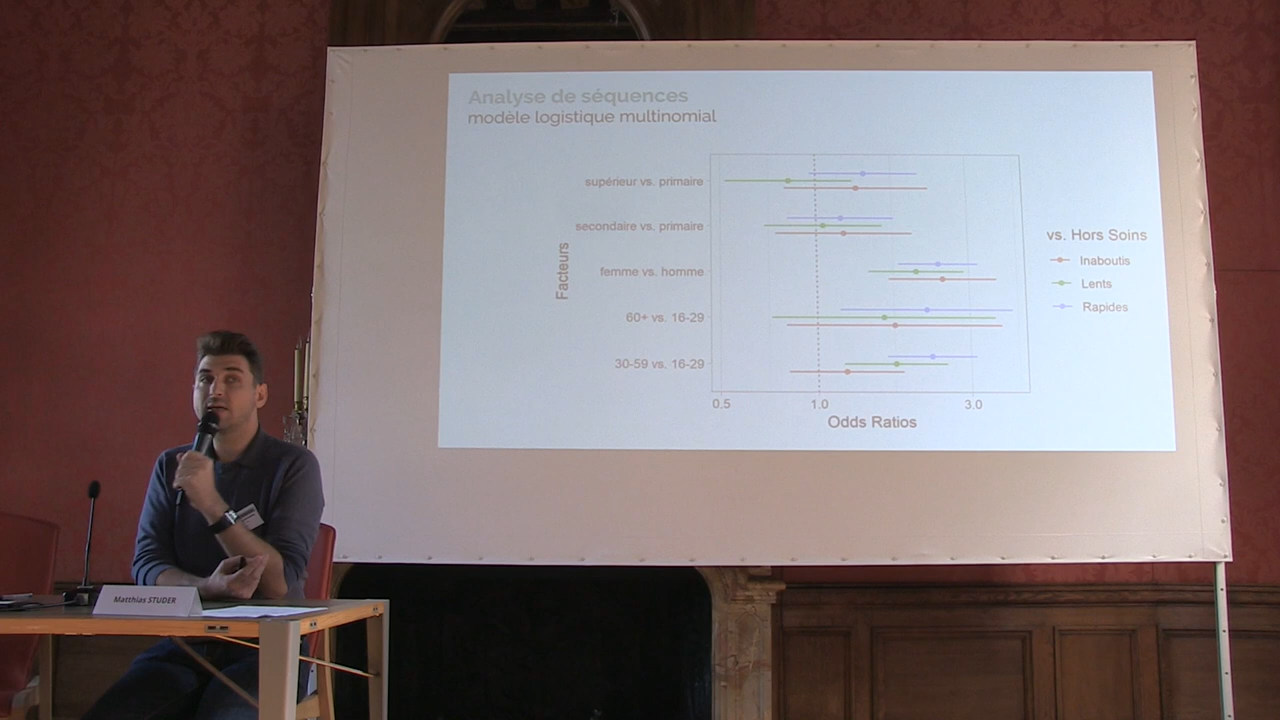 Analyse de séquences
modèle logistique multinomial
supérieur vs. primaire
secondaire vs. primaire
femme vs. homme
60+ vs. 16-29
30-59 vs. 16-29
Facteurs
0.5 1.0 3.0
Odds Ratios
vs. Hors Soins
Inaboutis
Lents
Rapides
Matthias STUDER